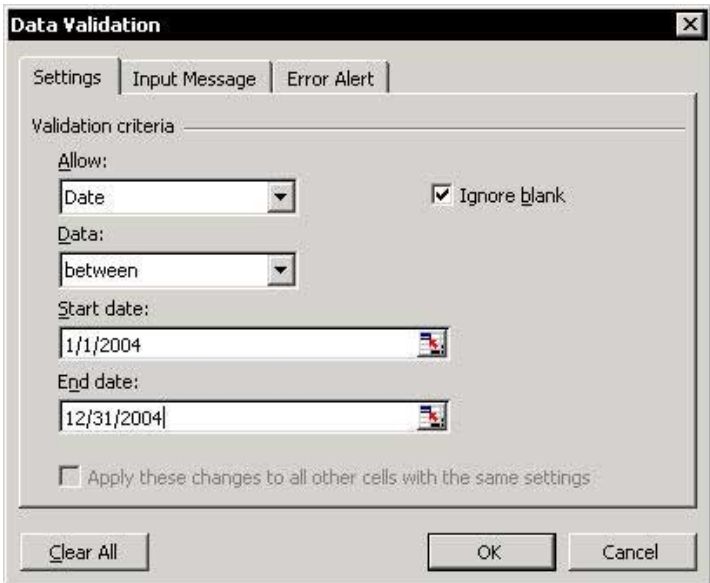 Data Validation
Settings Input Message Error Alert
Validation criteria
Allow:
Date Ignore blank
Data:
between
Start date:
1/1/2004
End date:
12/31/2004
Apply these changes to all other cells with the same settings
Clear All OK Cancel